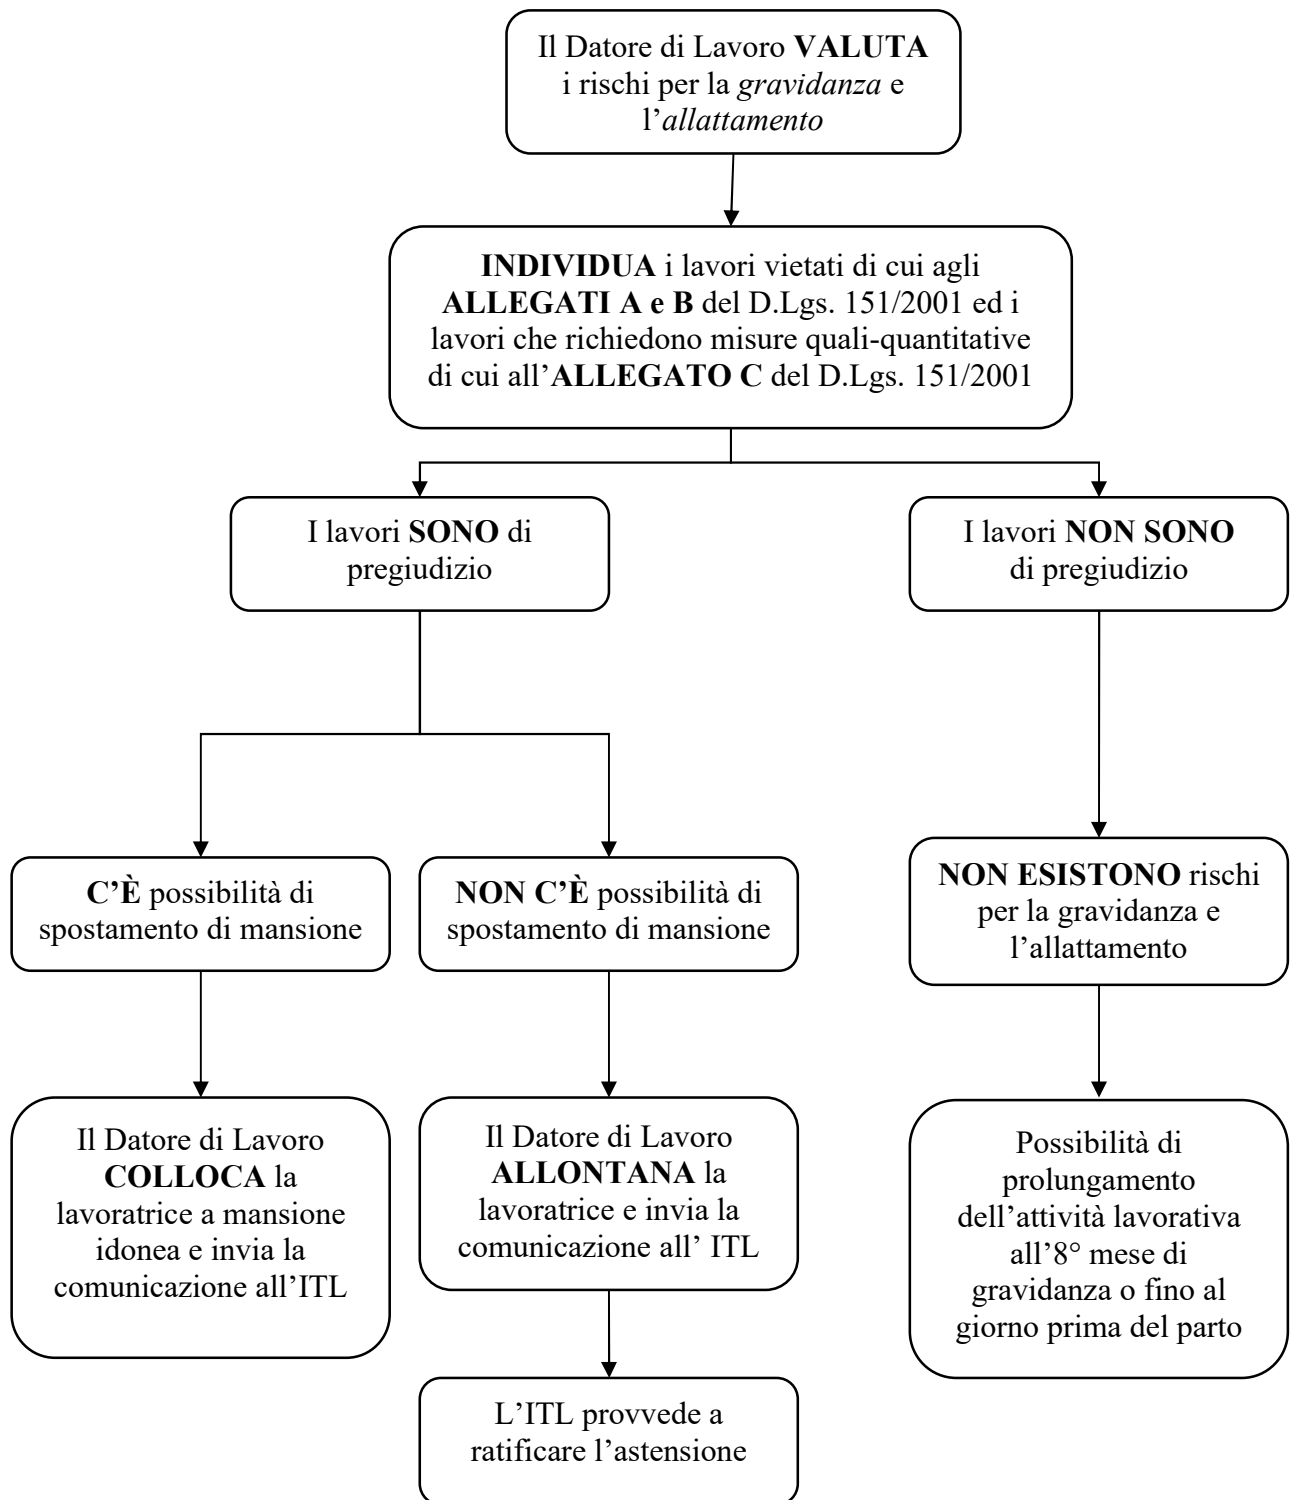 Il Datore di Lavoro VALUTA
i rischi per la gravidanza e
l’allattamento
INDIVIDUA i lavori vietati di cui agli
ALLEGATI A e B del D.Lgs. 151/2001 ed i
lavori che richiedono misure quali-quantitative
di cui all’ALLEGATO C del D.Lgs. 151/2001
I lavori SONO di
pregiudizio
I lavori NON SONO
di pregiudizio
C’È possibilità di
spostamento di mansione
NON C’È possibilità di
spostamento di mansione
NON ESISTONO rischi
per la gravidanza e
l’allattamento
Il Datore di Lavoro
COLLOCA la
lavoratrice a mansione
idonea e invia la
comunicazione all’ITL
Il Datore di Lavoro
ALLONTANA la
lavoratrice e invia la
comunicazione all’ ITL
Possibilità di
prolungamento
dell’attività lavorativa
all’8° mese di
gravidanza o fino al
giorno prima del parto
L’ITL provvede a
ratificare l’astensione